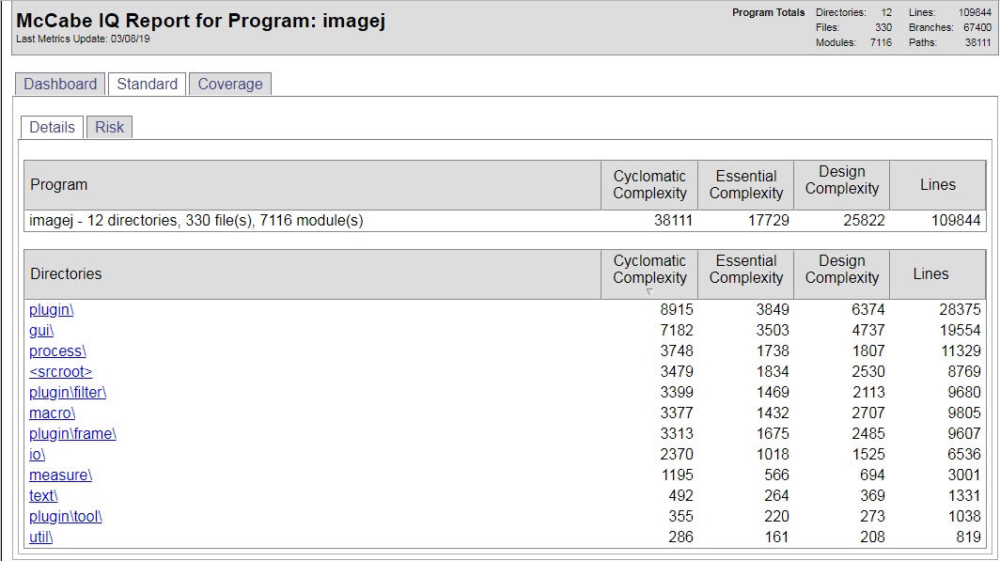 McCabe IQ Report for Program: imagej
Last Metrics Update: 03/08/19
Program Totals Directories: 12 Lines: 109844
Files: 330 Branches: 67400
Modules: 7116 Paths: 38111
Dashboard Standard Coverage
Details Risk
Program Cyclomatic Complexity Essential Complexity Design Complexity Lines
imagej - 12 directories, 330 file(s), 7116 module(s) 38111 17729 25822 109844
Directories Cyclomatic Complexity Essential Complexity Design Complexity Lines
plugin\ 8915 3849 6374 28375
gui\ 7182 3503 4737 19554
process\ 3748 1738 1807 11329
<srcroot> 3479 1834 2530 8769
plugin\filter\ 3399 1469 2113 9680
macro\ 3377 1432 2707 9805
plugin\frame\ 3313 1675 2485 9607
io\ 2370 1018 1525 6536
measure\ 1195 566 694 3001
text\ 492 264 369 1331
plugin\tool\ 355 220 273 1038
util\ 286 161 208 819